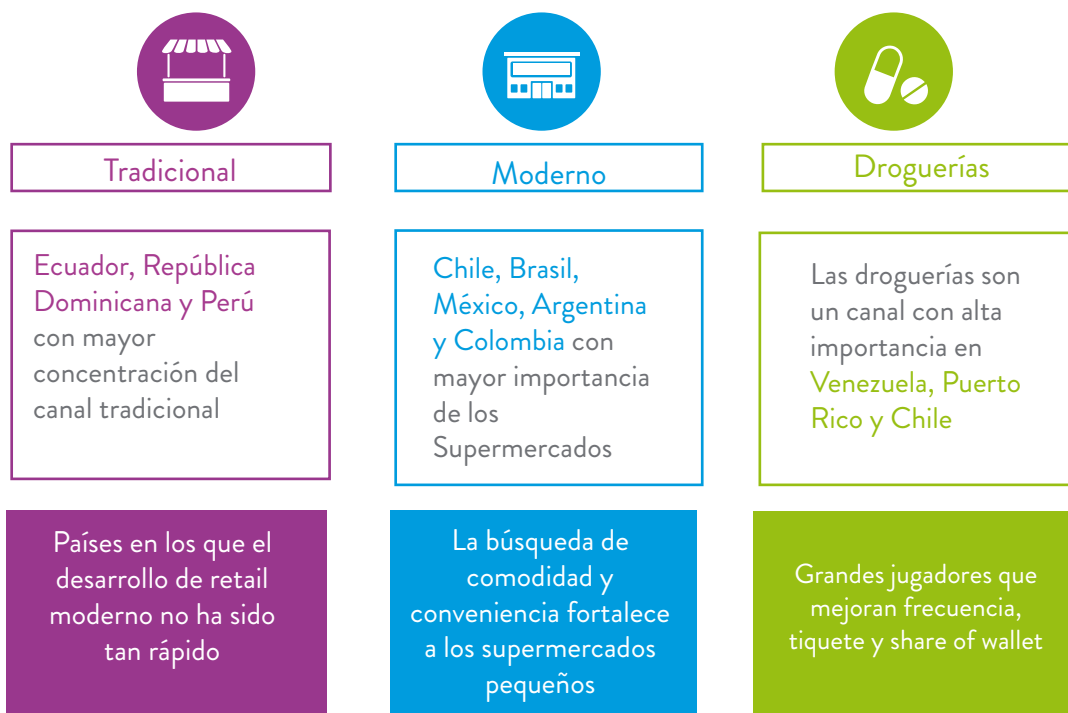 Tradicional
Ecuador, República
Dominicana y Perú
con mayor
concentración del
canal tradicional
Países en los que el
desarrollo de retail
moderno no ha sido
tan rápido
Moderno
Chile, Brasil,
México, Argentina
y Colombia con
mayor importancia
de los
Supermercados
La búsqueda de
comodidad y
conveniencia fortalece
a los supermercados
pequeños
Droguerías
Las droguerías son
un canal con alta
importancia en
Venezuela, Puerto
Rico y Chile
Grandes jugadores que
mejoran frecuencia,
tiquete y share of wallet